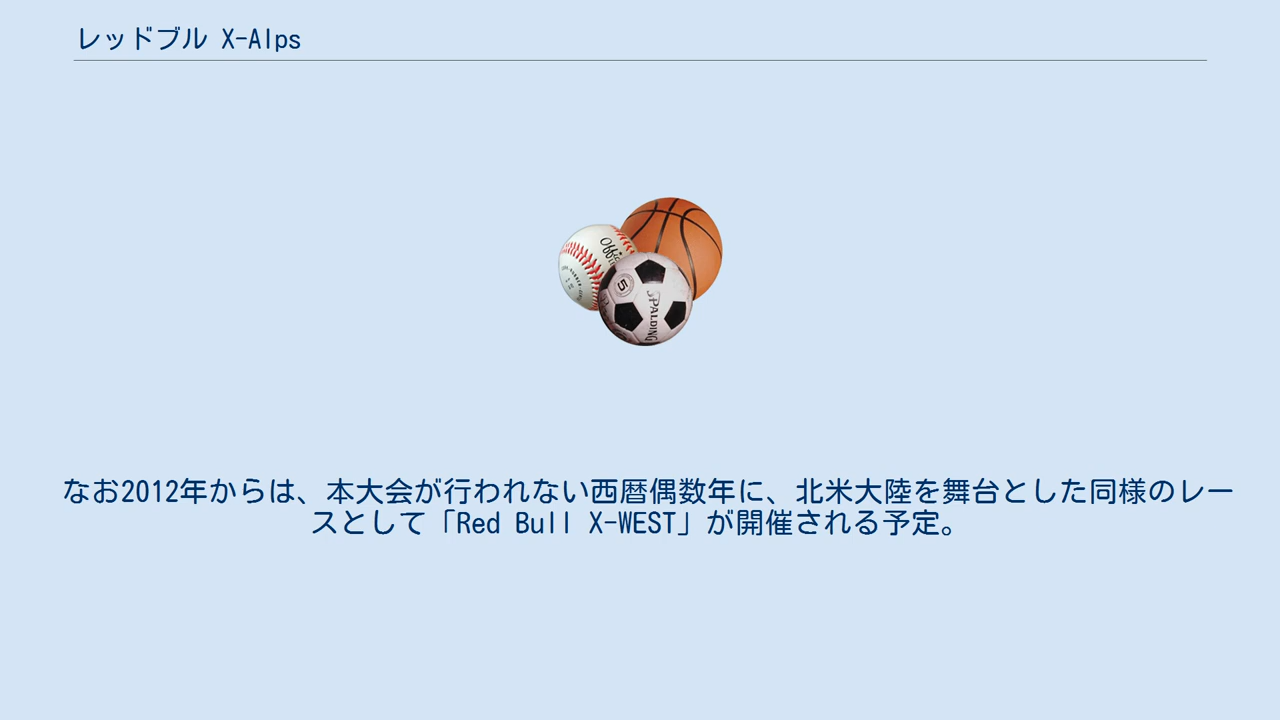 レッドブル X-Alps
Offic
5
SPALDING
なお2012年からは、本大会が行われない西暦偶数年に、北米大陸を舞台とした同様のレー
スとして「Red Bull X-WEST」が開催される予定。